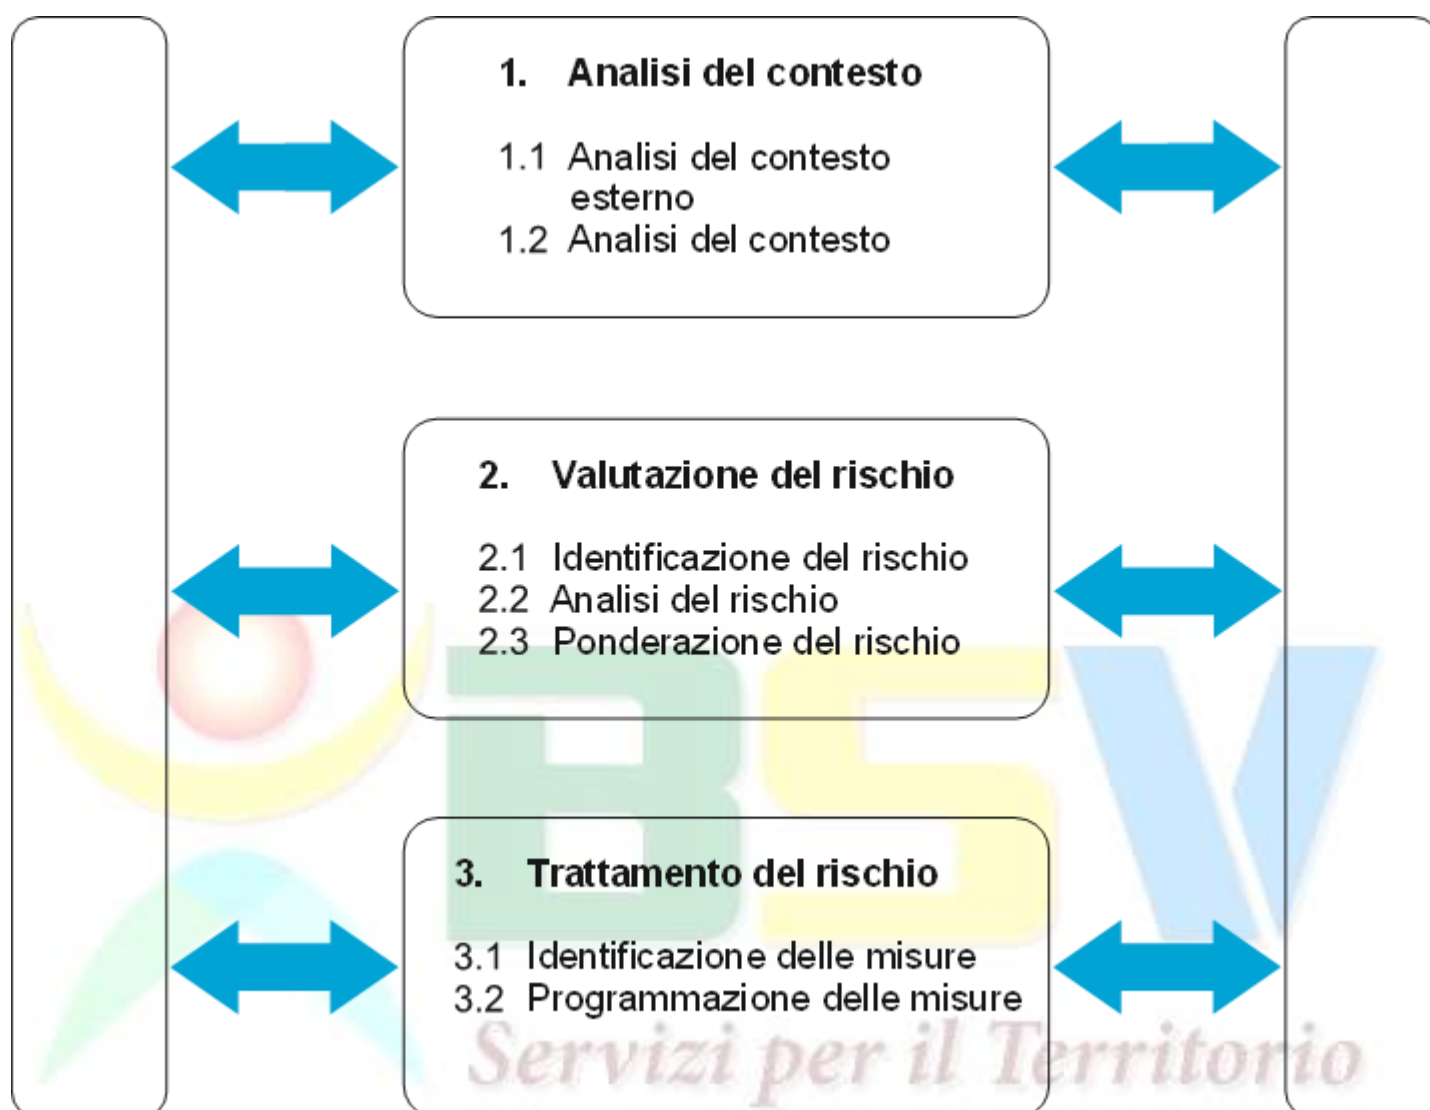 1. Analisi del contesto
1.1 Analisi del contesto
esterno
1.2 Analisi del contesto
2. Valutazione del rischio
2.1 Identificazione del rischio
2.2 Analisi del rischio
2.3 Ponderazione del rischio
BSV
3. Trattamento del rischio
3.1 Identificazione delle misure
3.2 Programmazione delle misure
Servizi per il Territorio